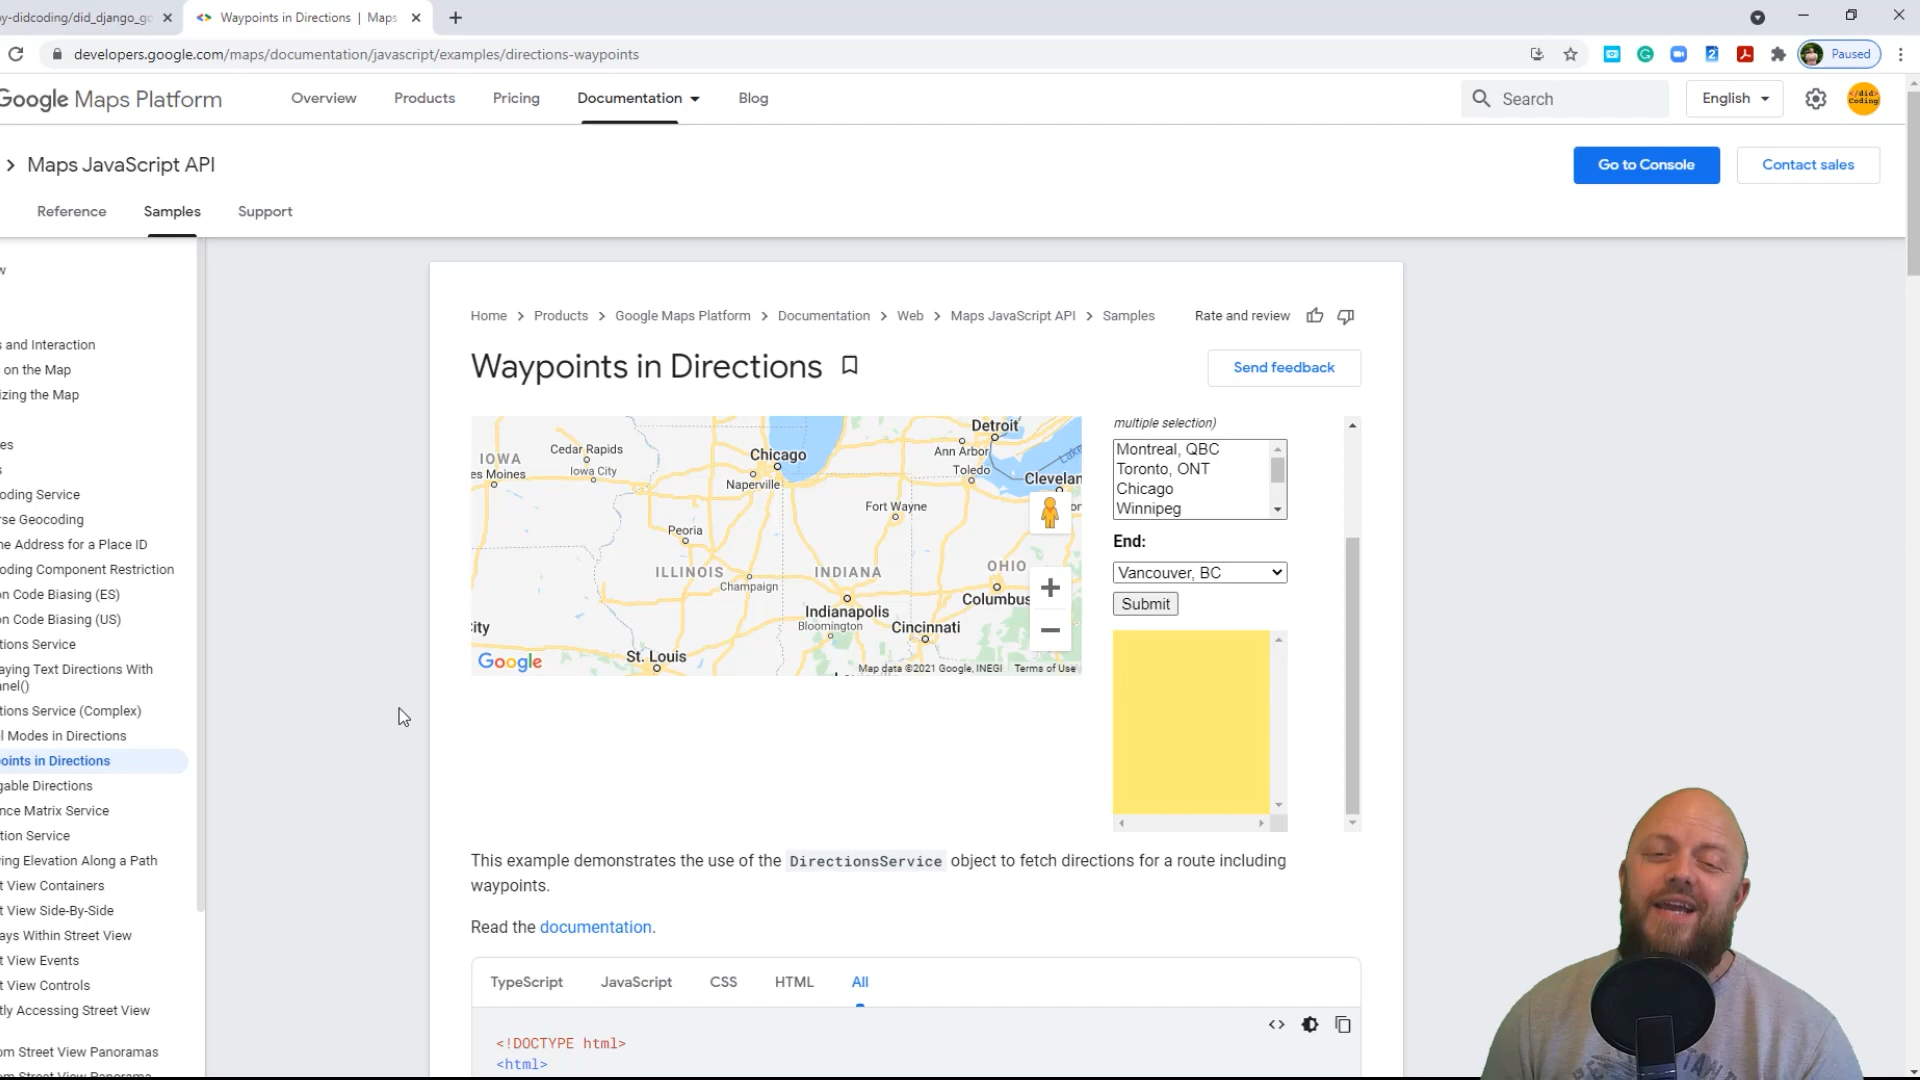 y-didcoding/did_django_gc
Waypoints in Directions | Maps
developers.google.com/maps/documentation/javascript/examples/directions-waypoints
Paused
Google Maps Platform
Overview
Products
Pricing
Documentation
Blog
Search
English
</did> Coding
Maps JavaScript API
Go to Console
Contact sales
Reference
Samples
Support
w
s and Interaction
on the Map
izing the Map
es
s
oding Service
rse Geocoding
ne Address for a Place ID
oding Component Restriction
on Code Biasing (ES)
on Code Biasing (US)
tions Service
aying Text Directions With
anel()
tions Service (Complex)
l Modes in Directions
oints in Directions
gable Directions
nce Matrix Service
tion Service
ing Elevation Along a Path
t View Containers
t View Side-By-Side
ays Within Street View
t View Events
t View Controls
tly Accessing Street View
om Street View Panoramas
om Street View Panorama
Home > Products > Google Maps Platform > Documentation > Web > Maps JavaScript API > Samples
Rate and review
Waypoints in Directions
Send feedback
Detroit
Cedar Rapids
Chicago
Ann Arbor
Lake
IOWA
Iowa City
es Moines
Naperville
Toledo
Clevelan
Fort Wayne
Peoria
ILLINOIS
INDIANA
OHIO
Champaign
Columbus
Indianapolis
Bloomington
Cincinnati
ity
St. Louis
Google
Map data ©2021 Google, INEGI
Terms of Use
multiple selection)
Montreal, QBC
Toronto, ONT
Chicago
Winnipeg
End:
Vancouver, BC
Submit
This example demonstrates the use of the DirectionsService object to fetch directions for a route including
waypoints.
Read the documentation.
TypeScript
JavaScript
CSS
HTML
All
<!DOCTYPE html>
<html>